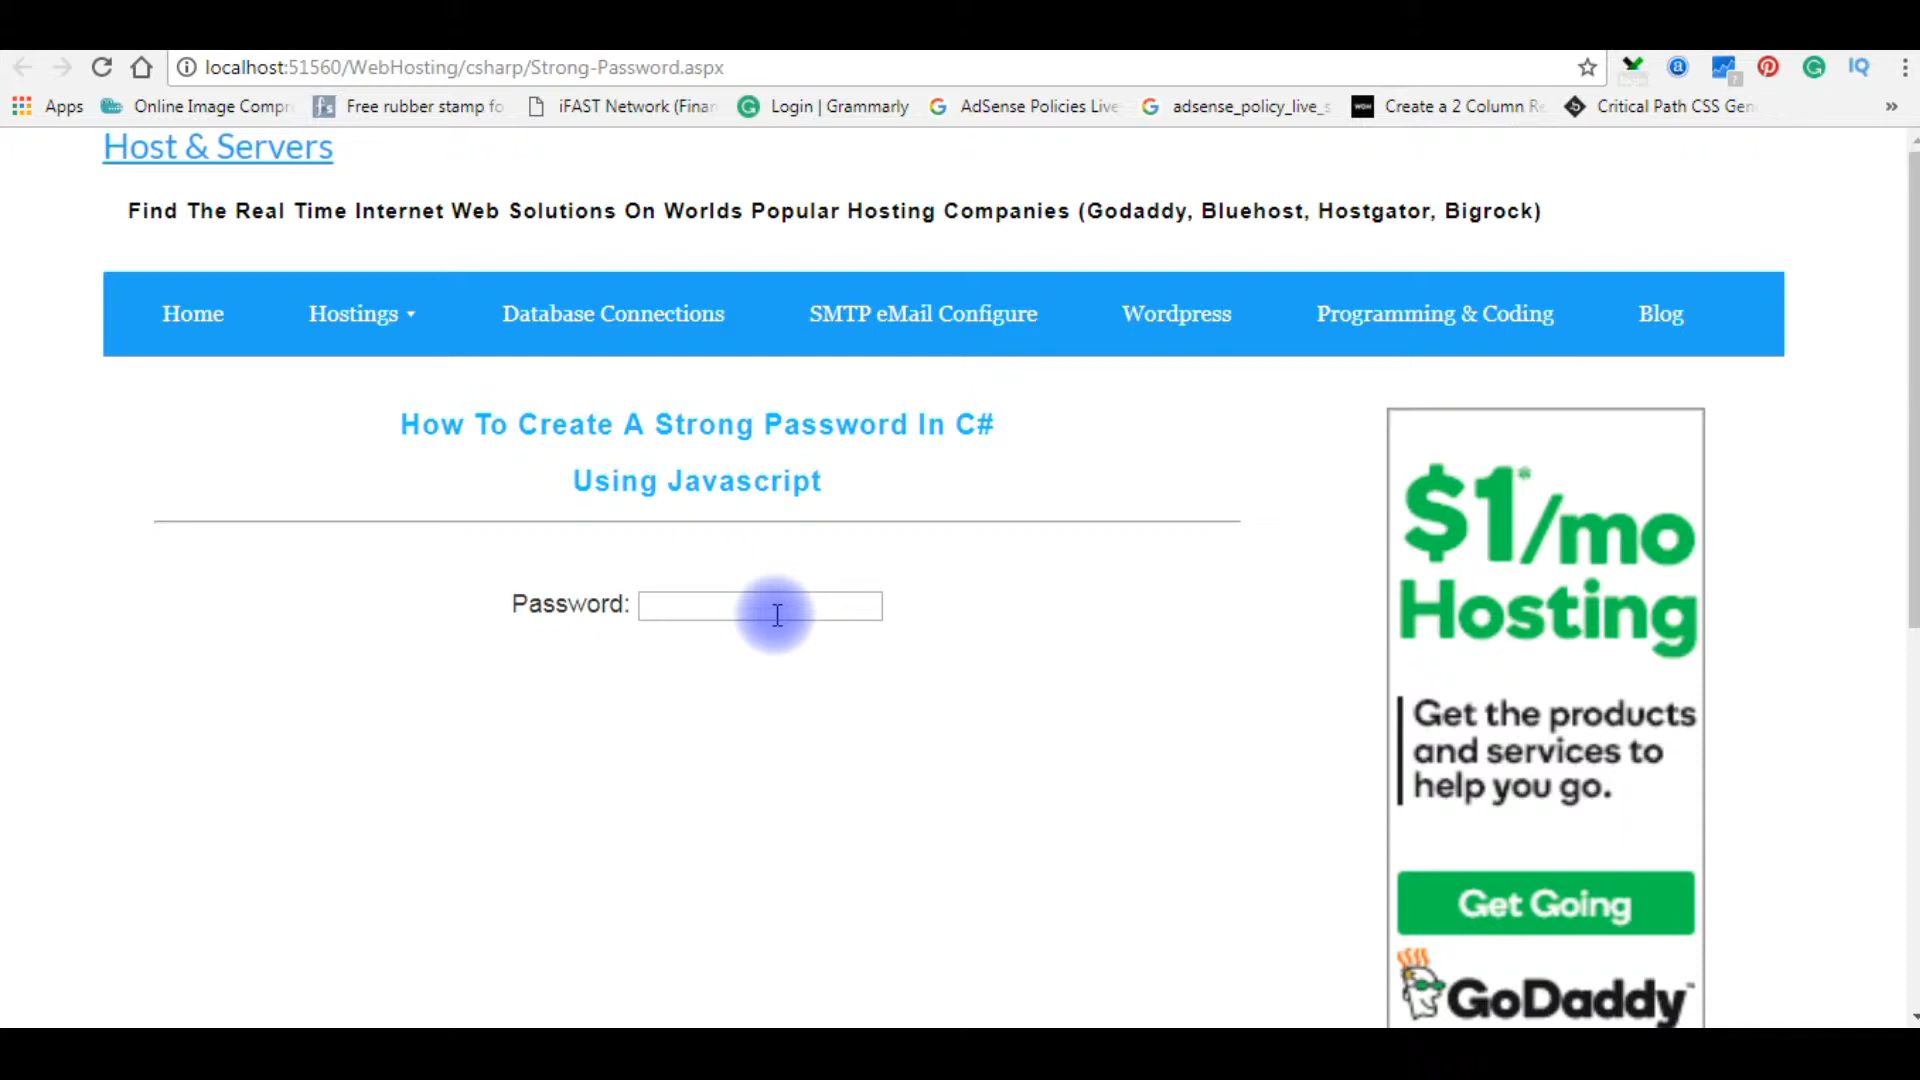 localhost:51560/WebHosting/csharp/Strong-Password.aspx
Apps Online Image Compr Free rubber stamp fo iFAST Network (Finan Login | Grammarly AdSense Policies Live adsense_policy_live_s Create a 2 Column Re Critical Path CSS Gen »
Host & Servers
Find The Real Time Internet Web Solutions On Worlds Popular Hosting Companies (Godaddy, Bluehost, Hostgator, Bigrock)
Home Hostings Database Connections SMTP eMail Configure Wordpress Programming & Coding Blog
How To Create A Strong Password In C#
Using Javascript
Password:
$1*/mo
Hosting
Get the products
and services to
help you go.
Get Going
GoDaddy™